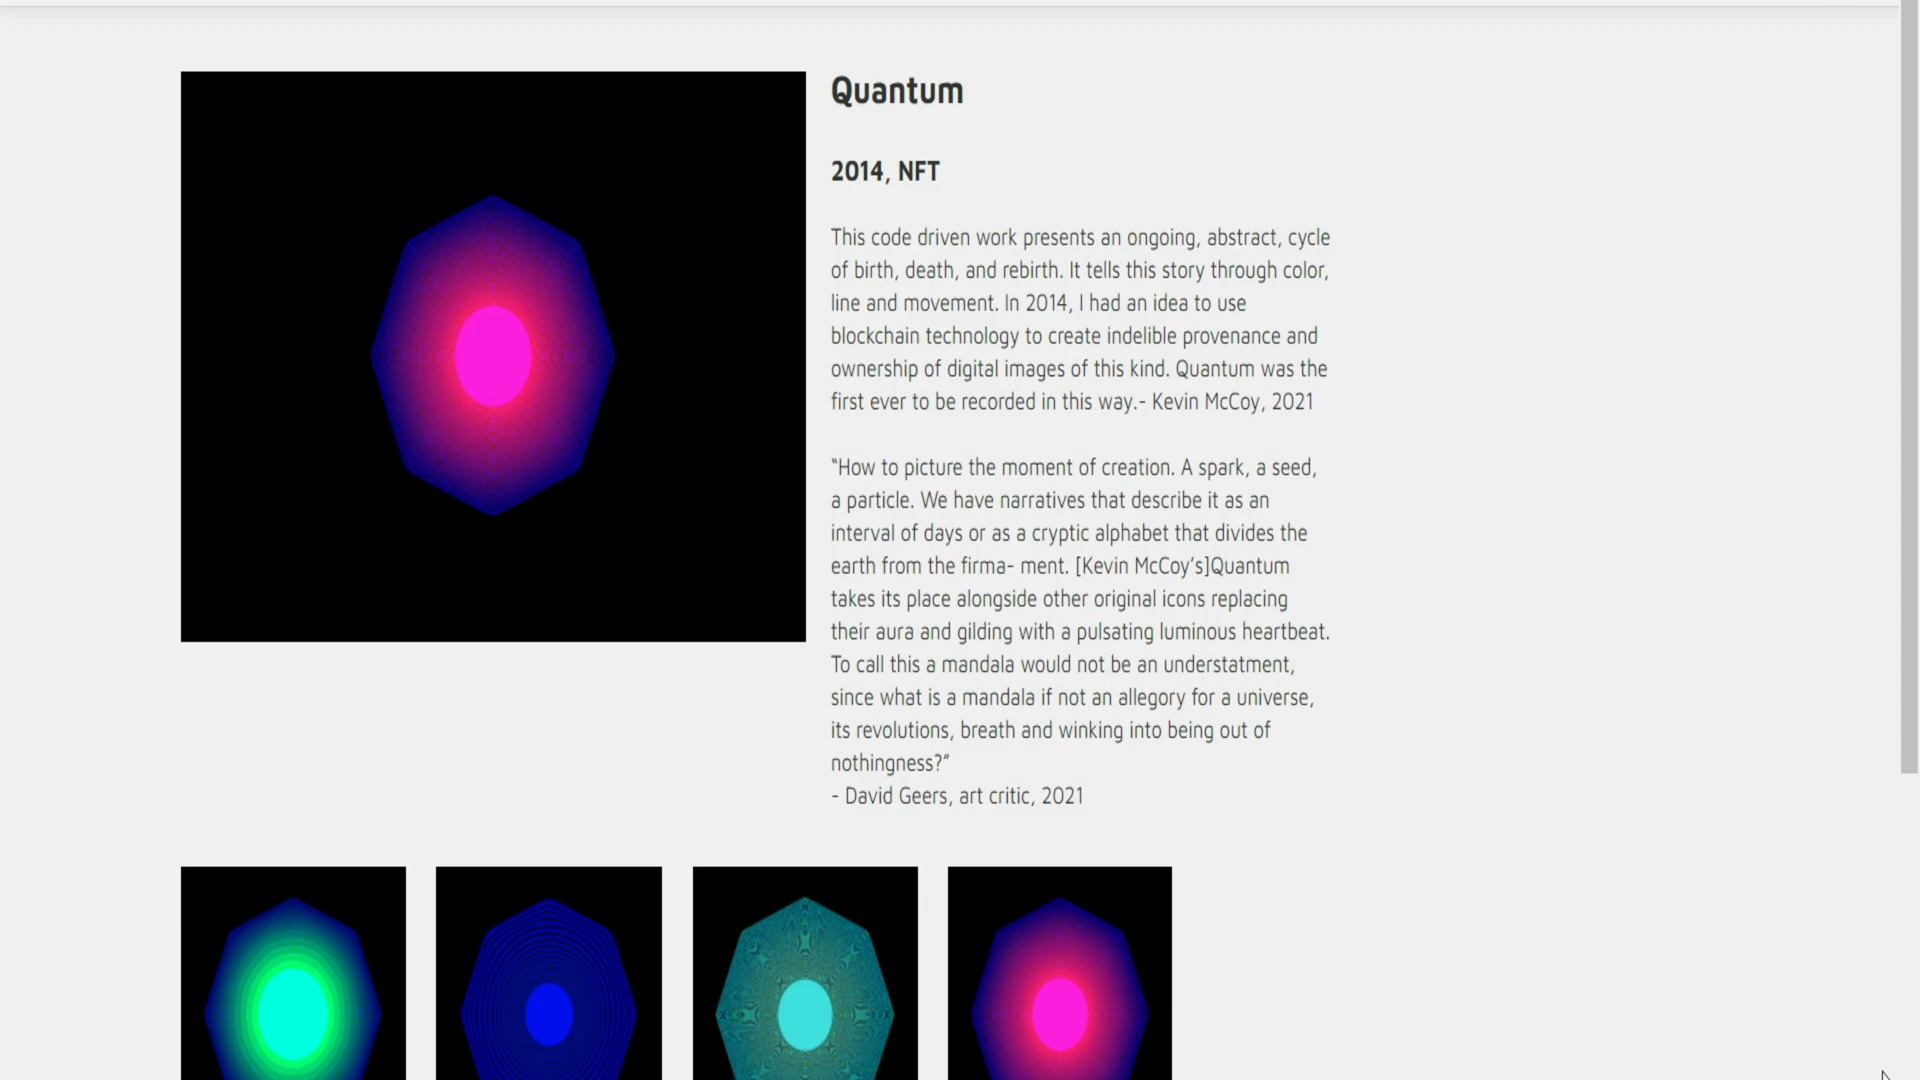 Quantum
2014, NFT
This code driven work presents an ongoing, abstract, cycle
of birth, death, and rebirth. It tells this story through color,
line and movement. In 2014, I had an idea to use
blockchain technology to create indelible provenance and
ownership of digital images of this kind. Quantum was the
first ever to be recorded in this way.- Kevin McCoy, 2021
“How to picture the moment of creation. A spark, a seed,
a particle. We have narratives that describe it as an
interval of days or as a cryptic alphabet that divides the
earth from the firma- ment. [Kevin McCoy’s]Quantum
takes its place alongside other original icons replacing
their aura and gilding with a pulsating luminous heartbeat.
To call this a mandala would not be an understatment,
since what is a mandala if not an allegory for a universe,
its revolutions, breath and winking into being out of
nothingness?”
- David Geers, art critic, 2021